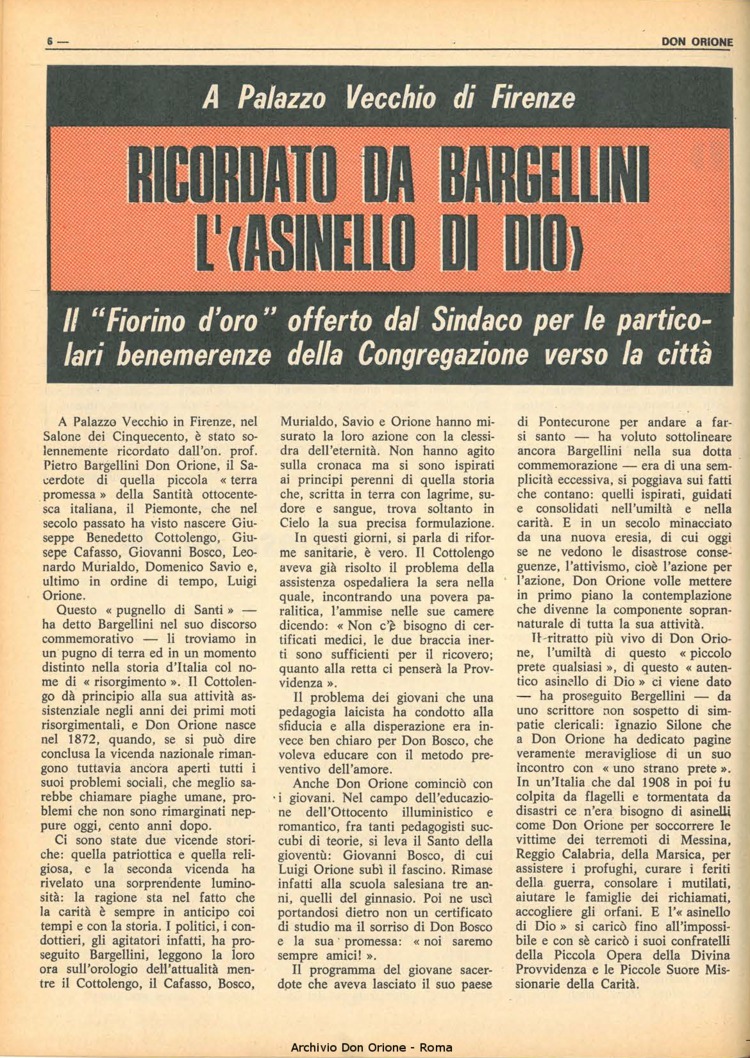 6 —
DON ORIONE
A Palazzo Vecchio di Firenze
RICORDATO DA BARGELLINI
L'‹ASINELLO DI DIO›
Il "Fiorino d'oro" offerto dal Sindaco per le partico-
lari benemerenze della Congregazione verso la città
A Palazzo Vecchio in Firenze, nel
Salone dei Cinquecento, è stato so-
lennemente ricordato dall'on. prof.
Pietro Bargellini Don Orione, il Sa-
cerdote di quella piccola « terra
promessa » della Santità ottocente-
sca italiana, il Piemonte, che nel
secolo passato ha visto nascere Giu-
seppe Benedetto Cottolengo, Giu-
sepe Cafasso, Giovanni Bosco, Leo-
nardo Murialdo, Domenico Savio e,
ultimo in ordine di tempo, Luigi
Orione.
Questo « pugnello di Santi » —
ha detto Bargellini nel suo discorso
commemorativo — li troviamo in
un pugno di terra ed in un momento
distinto nella storia d'Italia col no-
me di « risorgimento ». Il Cottolen-
go dà principio alla sua attività as-
sistenziale negli anni dei primi moti
risorgimentali, e Don Orione nasce
nel 1872, quando, se si può dire
conclusa la vicenda nazionale riman-
gono tuttavia ancora aperti tutti i
suoi problemi sociali, che meglio sa-
rebbe chiamare piaghe umane, pro-
blemi che non sono rimarginati nep-
pure oggi, cento anni dopo.
Ci sono state due vicende stori-
che: quella patriottica e quella reli-
giosa, e la seconda vicenda ha
rivelato una sorprendente lumino-
sità: la ragione sta nel fatto che
la carità è sempre in anticipo coi
tempi e con la storia. I politici, i con-
dottieri, gli agitatori infatti, ha pro-
seguito Bargellini, leggono la loro
ora sull'orologio dell'attualità men-
tre il Cottolengo, il Cafasso, Bosco,
Murialdo, Savio e Orione hanno mi-
surato la loro azione con la clessi-
dra dell'eternità. Non hanno agito
sulla cronaca ma si sono ispirati
ai principi perenni di quella storia
che, scritta in terra con lagrime, su-
dore e sangue, trova soltanto in
Cielo la sua precisa formulazione.
In questi giorni, si parla di rifor-
me sanitarie, è vero. Il Cottolengo
aveva già risolto il problema della
assistenza ospedaliera la sera nella
quale, incontrando una povera pa-
ralitica, l'ammise nelle sue camere
dicendo: « Non c'è bisogno di cer-
tificati medici, le due braccia iner-
ti sono sufficienti per il ricovero;
quanto alla retta ci penserà la Prov-
videnza ».
Il problema dei giovani che una
pedagogia laicista ha condotto alla
sfiducia e alla disperazione era in-
vece ben chiaro per Don Bosco, che
voleva educare con il metodo pre-
ventivo dell'amore.
Anche Don Orione cominciò con
i giovani. Nel campo dell'educazio-
ne dell'Ottocento illuministico e
romantico, fra tanti pedagogisti suc-
cubi di teorie, si leva il Santo della
gioventù: Giovanni Bosco, di cui
Luigi Orione subì il fascino. Rimase
infatti alla scuola salesiana tre an-
ni, quelli del ginnasio. Poi ne uscì
portandosi dietro non un certificato
di studio ma il sorriso di Don Bosco
e la sua promessa: « noi saremo
sempre amici! ».
Il programma del giovane sacer-
dote che aveva lasciato il suo paese
di Pontecurone per andare a far-
si santo — ha voluto sottolineare
ancora Bargellini nella sua dotta
commemorazione — era di una sem-
plicità eccessiva, si poggiava sui fatti
che contano: quelli ispirati, guidati
e consolidati nell'umiltà e nella
carità. E in un secolo minacciato
da una nuova eresia, di cui oggi
se ne vedono le disastrose conse-
guenze, l'attivismo, cioè l'azione per
l'azione, Don Orione volle mettere
in primo piano la contemplazione
che divenne la componente sopran-
naturale di tutta la sua attività.
Il ritratto più vivo di Don Orio-
ne, l'umiltà di questo « piccolo
prete qualsiasi », di questo « auten-
tico asinello di Dio » ci viene dato
— ha proseguito Bergellini — da
uno scrittore non sospetto di sim-
patie clericali: Ignazio Silone che
a Don Orione ha dedicato pagine
veramente meravigliose di un suo
incontro con « uno strano prete ».
In un'Italia che dal 1908 in poi fu
colpita da flagelli e tormentata da
disastri ce n'era bisogno di asinelli
come Don Orione per soccorrere le
vittime dei terremoti di Messina,
Reggio Calabria, della Marsica, per
assistere i profughi, curare i feriti
della guerra, consolare i mutilati,
aiutare le famiglie dei richiamati,
accogliere gli orfani. E l'« asinello
di Dio » si caricò fino all'impossi-
bile e con sè caricò i suoi confratelli
della Piccola Opera della Divina
Provvidenza e le Piccole Suore Mis-
sionarie della Carità.
Archivio Don Orione - Roma